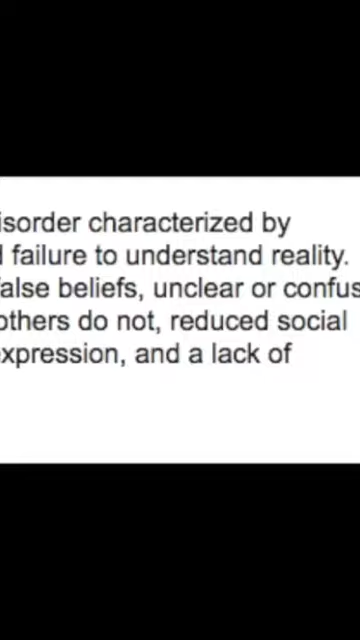 isorder characterized by
failure to understand reality.
alse beliefs, unclear or confus
others do not, reduced social
expression, and a lack of